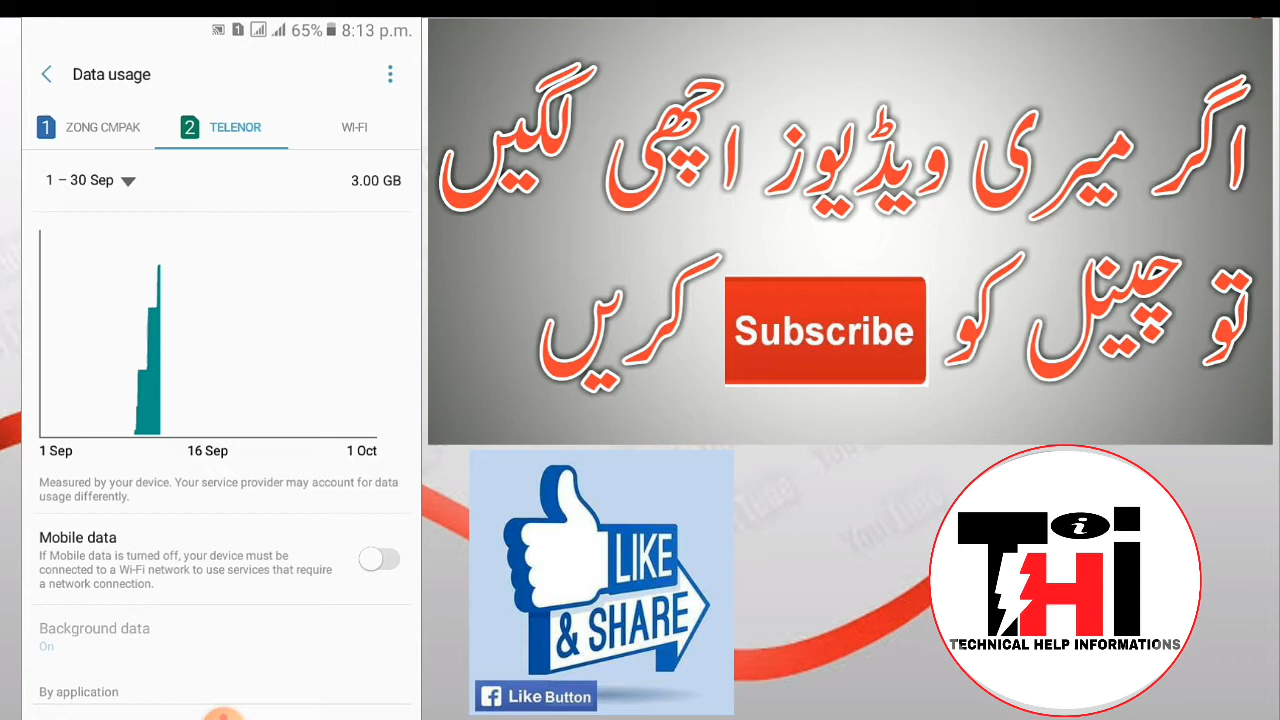 65% 8:13 p.m.
Data usage
1 ZONG CMPAK 2 TELENOR WI-FI
1 – 30 Sep 3.00 GB
1 Sep 16 Sep 1 Oct
Measured by your device. Your service provider may account for data
usage differently.
Mobile data
If Mobile data is turned off, your device must be
connected to a Wi-Fi network to use services that require
a network connection.
Background data
On
By application
اگر میری ویڈیوز اچھی لگیں
تو چینل کو Subscribe کریں
LIKE
& SHARE
f Like Button
THi
TECHNICAL HELP INFORMATIONS